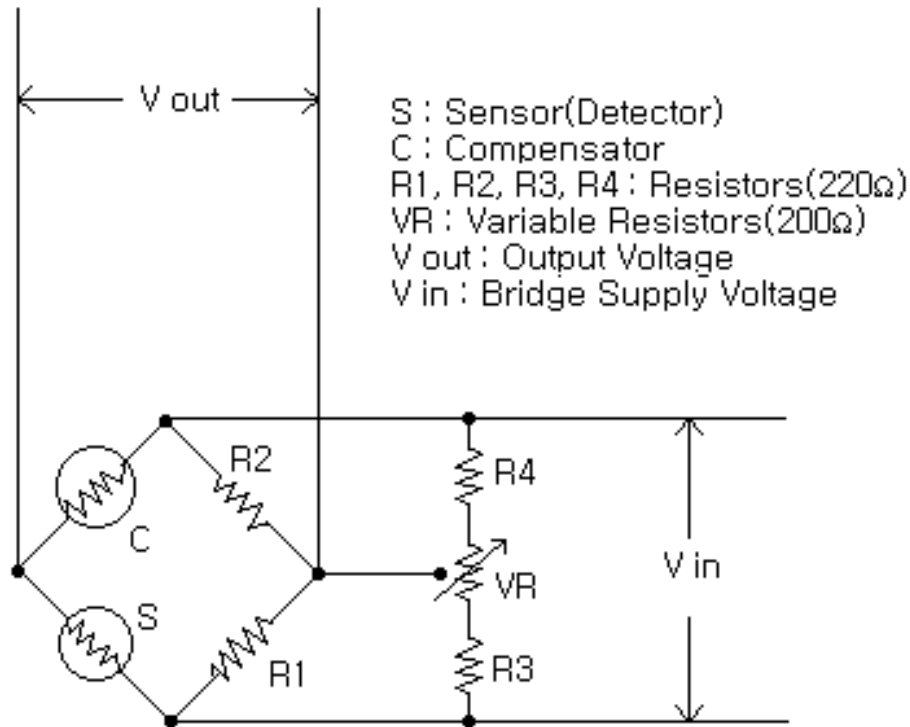 V out
S : Sensor(Detector)
C : Compensator
R1, R2, R3, R4 : Resistors(220Ω)
VR : Variable Resistors(200Ω)
V out : Output Voltage
V in : Bridge Supply Voltage
R2
R4
C
V in
VR
S
R1
R3